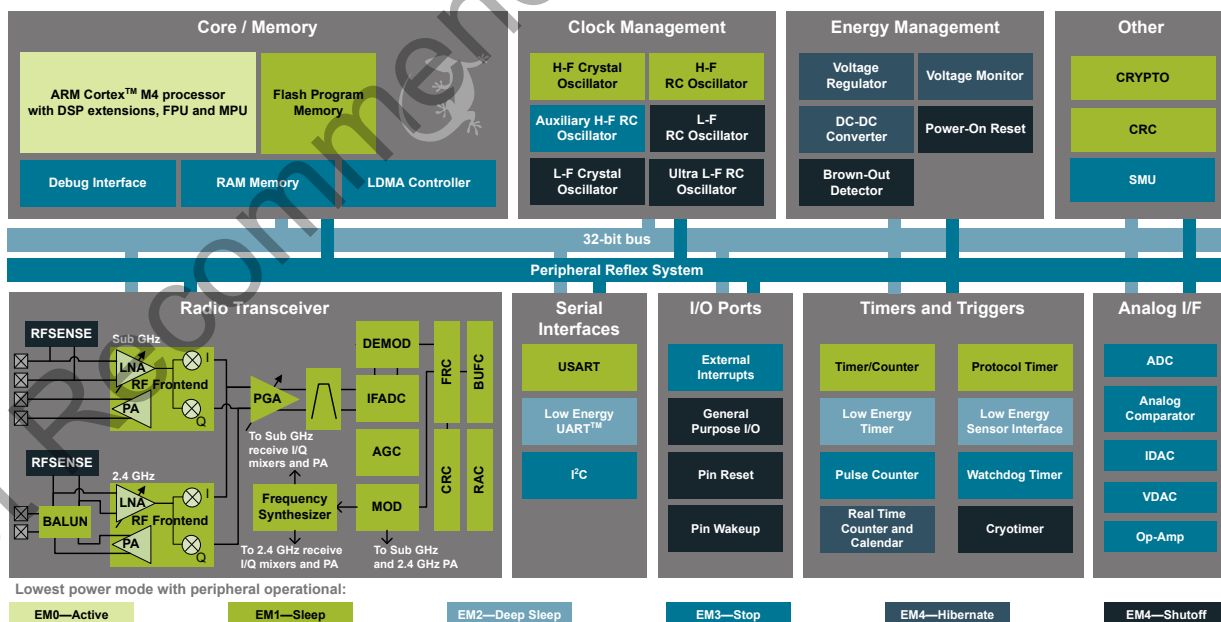 Core / Memory
ARM Cortex™ M4 processor
with DSP extensions, FPU and MPU
Flash Program
Memory
Debug Interface
RAM Memory
LDMA Controller
Clock Management
H-F Crystal
Oscillator
H-F
RC Oscillator
Auxiliary H-F RC
Oscillator
L-F
RC Oscillator
L-F Crystal
Oscillator
Ultra L-F RC
Oscillator
Energy Management
Voltage
Regulator
Voltage Monitor
DC-DC
Converter
Power-On Reset
Brown-Out
Detector
Other
CRYPTO
CRC
SMU
32-bit bus
Peripheral Reflex System
Radio Transceiver
RFSENSE
Sub GHz
LNA
RF Frontend
PA
I
Q
RFSENSE
2.4 GHz
LNA
RF Frontend
PA
BALUN
I
Q
PGA
To Sub GHz
receive I/Q
mixers and PA
Frequency
Synthesizer
To 2.4 GHz receive
I/Q mixers and PA
DEMOD
IFADC
AGC
MOD
To Sub GHz
and 2.4 GHz PA
FRC
BUFC
CRC
RAC
Serial
Interfaces
USART
Low Energy
UART™
I²C
I/O Ports
External
Interrupts
General
Purpose I/O
Pin Reset
Pin Wakeup
Timers and Triggers
Timer/Counter
Protocol Timer
Low Energy
Timer
Low Energy
Sensor Interface
Pulse Counter
Watchdog Timer
Real Time
Counter and
Calendar
Cryotimer
Analog I/F
ADC
Analog
Comparator
IDAC
VDAC
Op-Amp
Lowest power mode with peripheral operational:
EM0—Active
EM1—Sleep
EM2—Deep Sleep
EM3—Stop
EM4—Hibernate
EM4—Shutoff